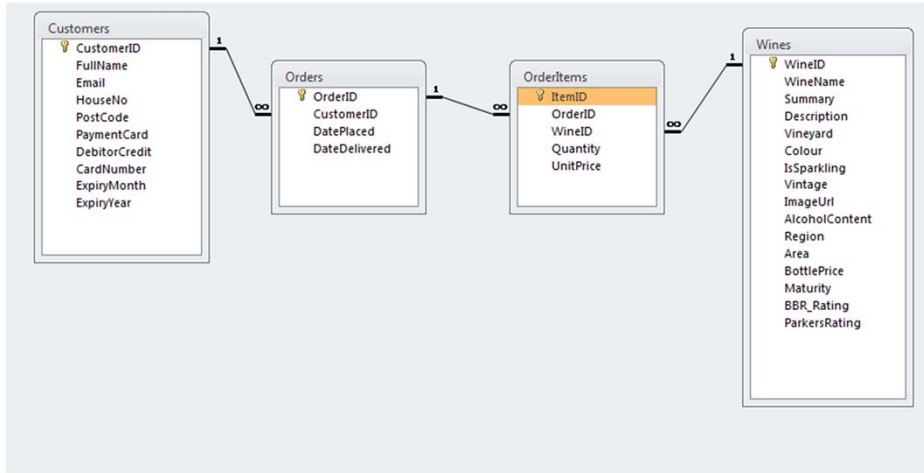 Customers
CustomerID
FullName
Email
HouseNo
PostCode
PaymentCard
DebitorCredit
CardNumber
ExpiryMonth
ExpiryYear
1
∞
Orders
OrderID
CustomerID
DatePlaced
DateDelivered
1
∞
OrderItems
ItemID
OrderID
WineID
Quantity
UnitPrice
∞
1
Wines
WineID
WineName
Summary
Description
Vineyard
Colour
IsSparkling
Vintage
ImageUrl
AlcoholContent
Region
Area
BottlePrice
Maturity
BBR_Rating
ParkersRating